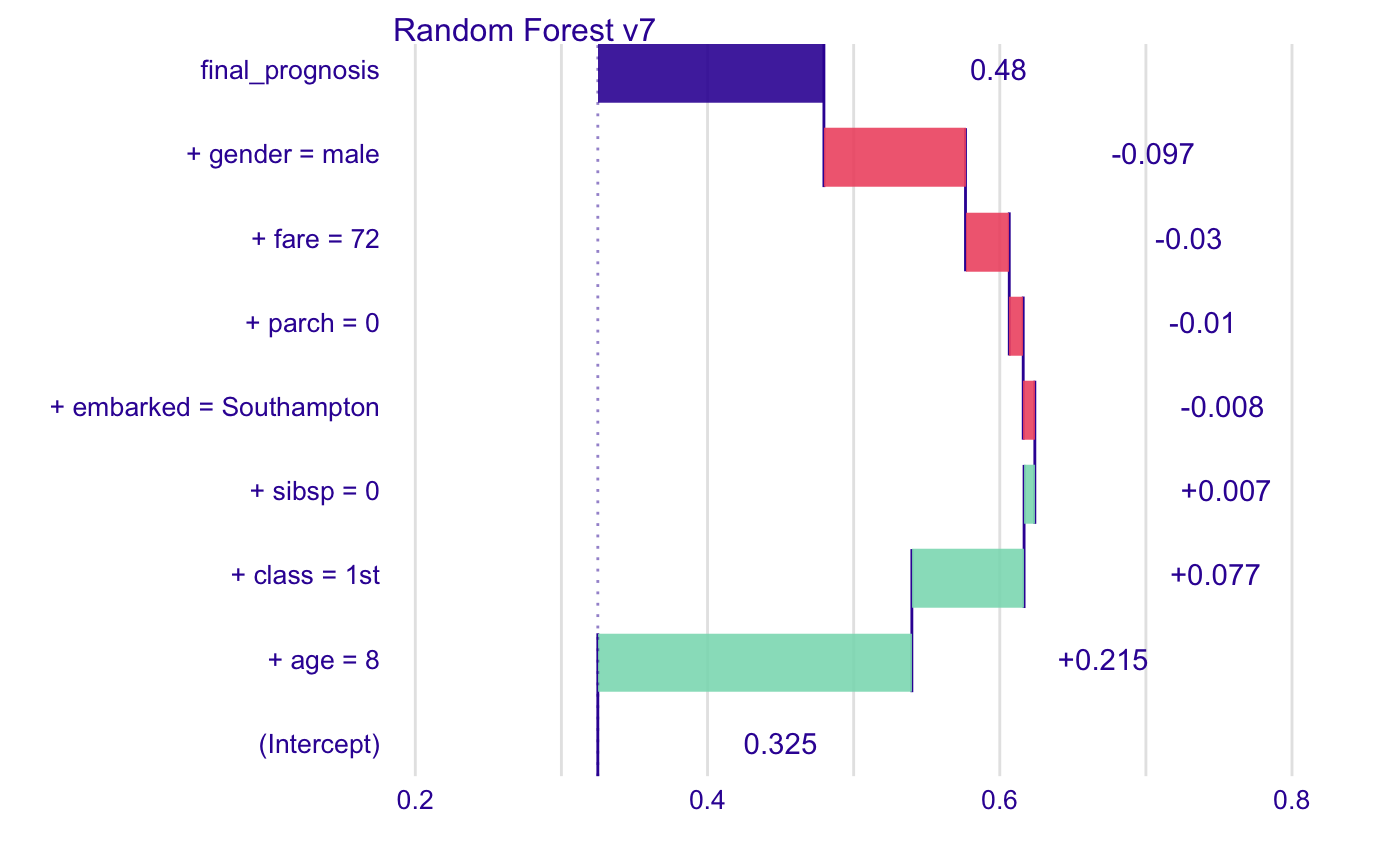 Random Forest v7
final_prognosis 0.48
+ gender = male -0.097
+ fare = 72 -0.03
+ parch = 0 -0.01
+ embarked = Southampton -0.008
+ sibsp = 0 +0.007
+ class = 1st +0.077
+ age = 8 +0.215
(Intercept) 0.325
0.2 0.4 0.6 0.8